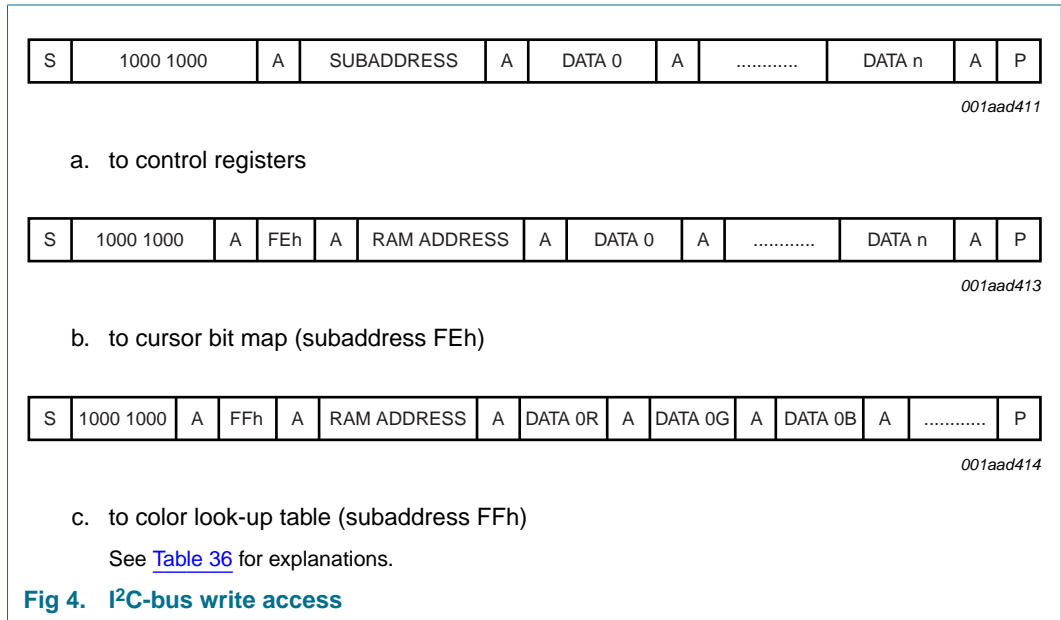 S 1000 1000 A SUBADDRESS A DATA 0 A ............ DATA n A P
001aad411
a. to control registers
S 1000 1000 A FEh A RAM ADDRESS A DATA 0 A ............ DATA n A P
001aad413
b. to cursor bit map (subaddress FEh)
S 1000 1000 A FFh A RAM ADDRESS A DATA 0R A DATA 0G A DATA 0B A ............ P
001aad414
c. to color look-up table (subaddress FFh)
See Table 36 for explanations.
Fig 4. I²C-bus write access